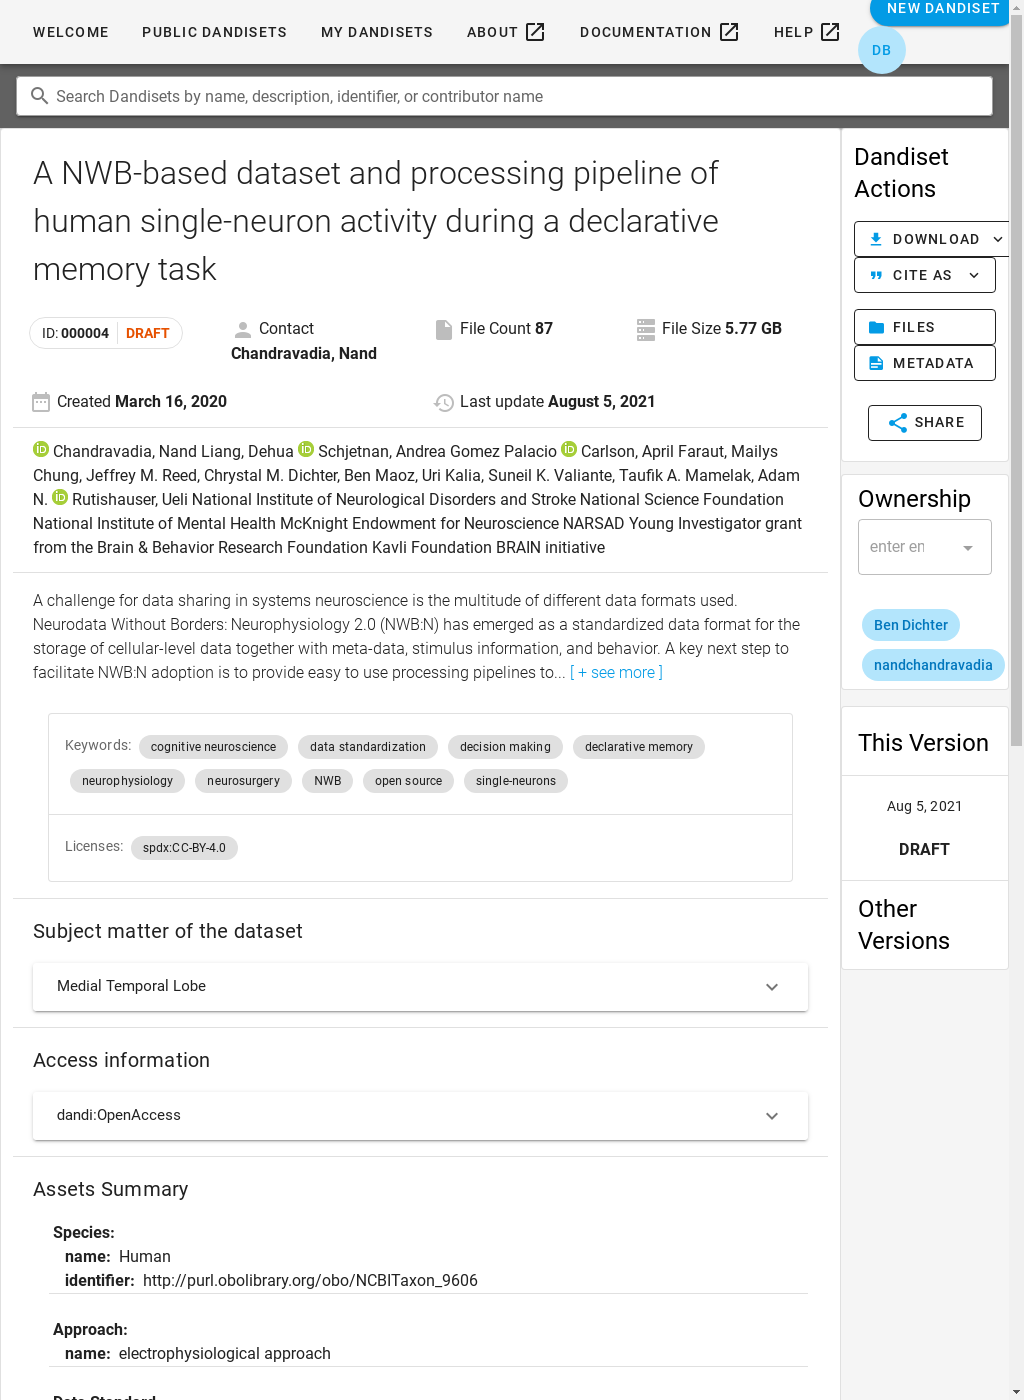 WELCOME PUBLIC DANDISETS MY DANDISETS ABOUT DOCUMENTATION HELP NEW DANDISET
DB
Search Dandisets by name, description, identifier, or contributor name
A NWB-based dataset and processing pipeline of
human single-neuron activity during a declarative
memory task
ID: 000004 DRAFT
Contact
Chandravadia, Nand
File Count 87
File Size 5.77 GB
Created March 16, 2020
Last update August 5, 2021
iD Chandravadia, Nand Liang, Dehua iD Schjetnan, Andrea Gomez Palacio iD Carlson, April Faraut, Mailys
Chung, Jeffrey M. Reed, Chrystal M. Dichter, Ben Maoz, Uri Kalia, Suneil K. Valiante, Taufik A. Mamelak, Adam
N. iD Rutishauser, Ueli National Institute of Neurological Disorders and Stroke National Science Foundation
National Institute of Mental Health McKnight Endowment for Neuroscience NARSAD Young Investigator grant
from the Brain & Behavior Research Foundation Kavli Foundation BRAIN initiative
A challenge for data sharing in systems neuroscience is the multitude of different data formats used.
Neurodata Without Borders: Neurophysiology 2.0 (NWB:N) has emerged as a standardized data format for the
storage of cellular-level data together with meta-data, stimulus information, and behavior. A key next step to
facilitate NWB:N adoption is to provide easy to use processing pipelines to... [ + see more ]
Keywords: cognitive neuroscience data standardization decision making declarative memory
neurophysiology neurosurgery NWB open source single-neurons
Licenses: spdx:CC-BY-4.0
Subject matter of the dataset
Medial Temporal Lobe
Access information
dandi:OpenAccess
Assets Summary
Species:
name: Human
identifier: http://purl.obolibrary.org/obo/NCBITaxon_9606
Approach:
name: electrophysiological approach
Data Standard
Dandiset
Actions
DOWNLOAD
CITE AS
FILES
METADATA
SHARE
Ownership
enter en
Ben Dichter
nandchandravadia
This Version
Aug 5, 2021
DRAFT
Other
Versions